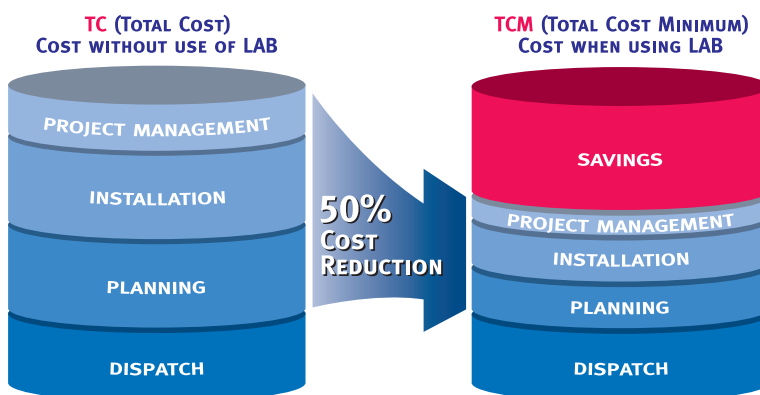 TC (TOTAL COST)
COST WITHOUT USE OF LAB
PROJECT MANAGEMENT
INSTALLATION
PLANNING
DISPATCH
50%
COST
REDUCTION
TCM (TOTAL COST MINIMUM)
COST WHEN USING LAB
SAVINGS
PROJECT MANAGEMENT
INSTALLATION
PLANNING
DISPATCH